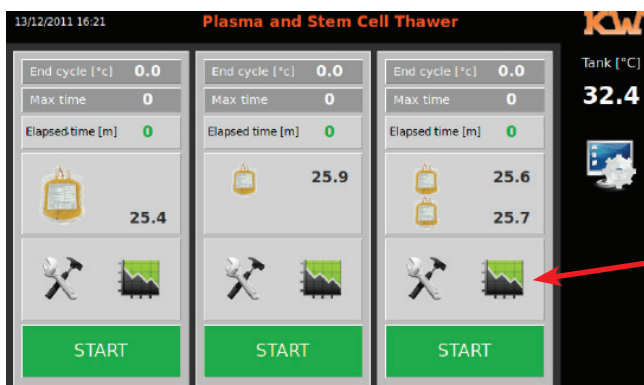 13/12/2011 16:21
Plasma and Stem Cell Thawer
KW
Tank [°C]
32.4
End cycle [°c] 0.0
Max time 0
Elapsed time [m] 0
25.4
START
End cycle [°c] 0.0
Max time 0
Elapsed time [m] 0
25.9
START
End cycle [°c] 0.0
Max time 0
Elapsed time [m] 0
25.6
25.7
START